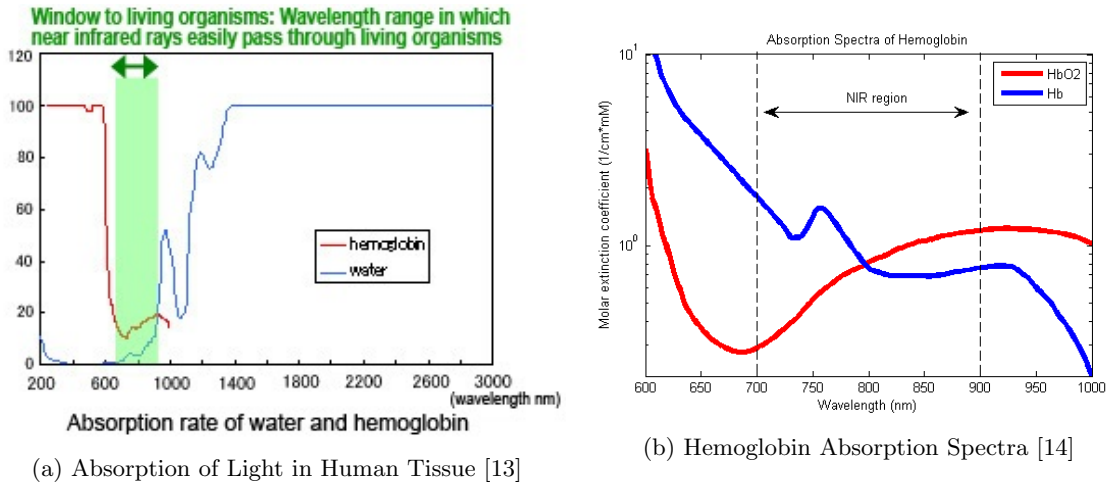 Window to living organisms: Wavelength range in which
near infrared rays easily pass through living organisms
120
100
80
60
40
20
0
hemoglobin
water
200 600 1000 1400 1800 2200 2600 3000
(wavelength nm)
Absorption rate of water and hemoglobin
(a) Absorption of Light in Human Tissue [13]
Absorption Spectra of Hemoglobin
10^1
10^0
Molar extinction coefficient (1/cm*mM)
NIR region
HbO2
Hb
600 650 700 750 800 850 900 950 1000
Wavelength (nm)
(b) Hemoglobin Absorption Spectra [14]